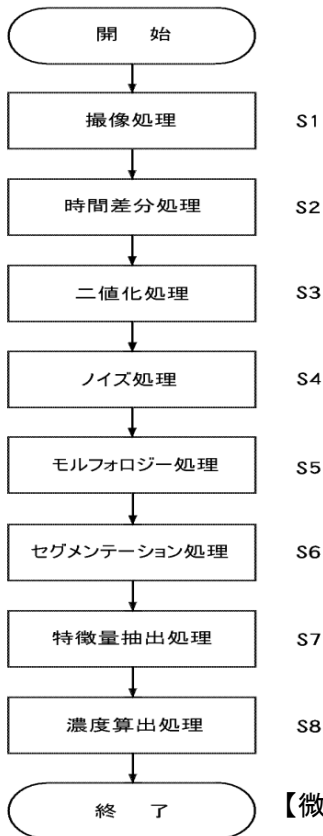 開 始
撮像処理 S1
時間差分処理 S2
二値化処理 S3
ノイズ処理 S4
モルフォロジー処理 S5
セグメンテーション処理 S6
特徴量抽出処理 S7
濃度算出処理 S8
終 了 【微